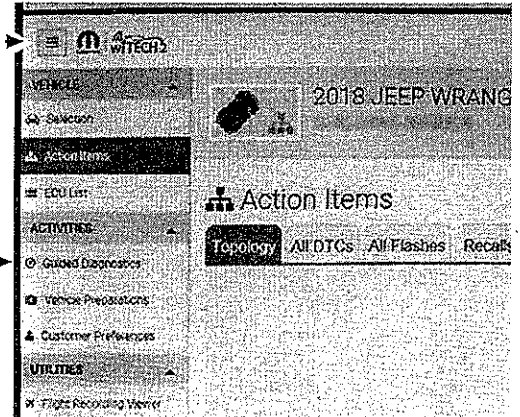 wiTECH2
VEHICLE
Selection
Action Items
ECU List
ACTIVITIES
Guided Diagnostics
Vehicle Preparations
Customer Preferences
UTILITIES
Flight Recording Viewer
2018 JEEP WRANG
Action Items
Topology All DTCs All Flashes Recalls